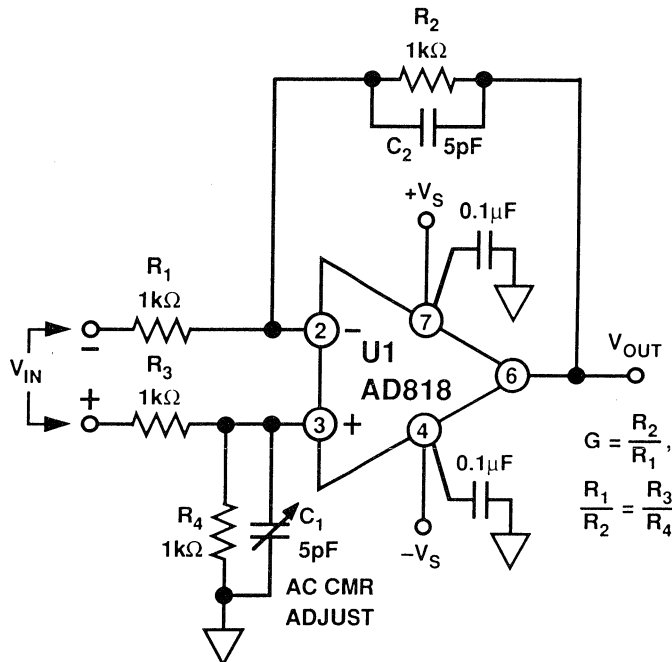 R2
1kΩ
C2 5pF
+VS
0.1μF
R1
1kΩ
2 −
7
VIN
−
U1
AD818
6
VOUT
R3
+
1kΩ
3 +
4
G = R2/R1,
R1/R2 = R3/R4
0.1μF
R4
1kΩ
C1
5pF
−VS
AC CMR
ADJUST